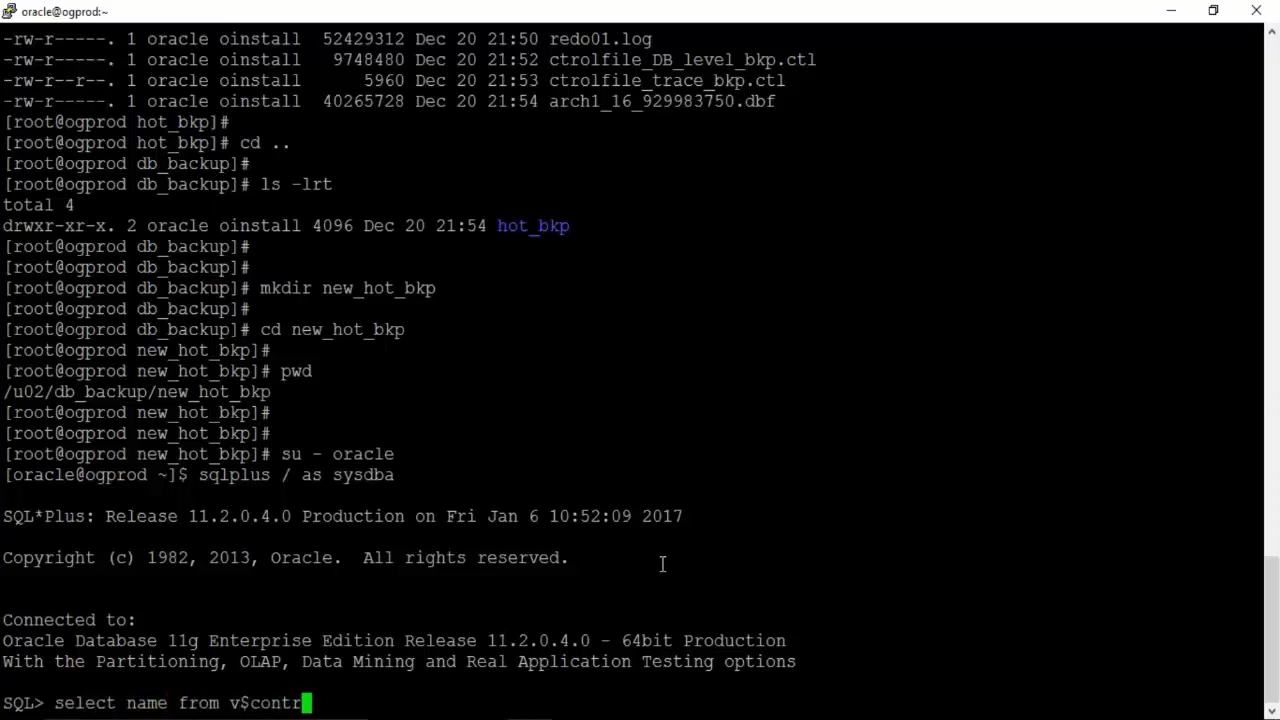 oracle@ogprod:~
-rw-r-----. 1 oracle oinstall  52429312 Dec 20 21:50 redo01.log
-rw-r-----. 1 oracle oinstall   9748480 Dec 20 21:52 ctrolfile_DB_level_bkp.ctl
-rw-r--r--. 1 oracle oinstall      5960 Dec 20 21:53 ctrolfile_trace_bkp.ctl
-rw-r-----. 1 oracle oinstall  40265728 Dec 20 21:54 arch1_16_929983750.dbf
[root@ogprod hot_bkp]#
[root@ogprod hot_bkp]# cd ..
[root@ogprod db_backup]#
[root@ogprod db_backup]# ls -lrt
total 4
drwxr-xr-x. 2 oracle oinstall 4096 Dec 20 21:54 hot_bkp
[root@ogprod db_backup]#
[root@ogprod db_backup]#
[root@ogprod db_backup]# mkdir new_hot_bkp
[root@ogprod db_backup]#
[root@ogprod db_backup]# cd new_hot_bkp
[root@ogprod new_hot_bkp]#
[root@ogprod new_hot_bkp]# pwd
/u02/db_backup/new_hot_bkp
[root@ogprod new_hot_bkp]#
[root@ogprod new_hot_bkp]#
[root@ogprod new_hot_bkp]# su - oracle
[oracle@ogprod ~]$ sqlplus / as sysdba
SQL*Plus: Release 11.2.0.4.0 Production on Fri Jan 6 10:52:09 2017
Copyright (c) 1982, 2013, Oracle.  All rights reserved.
Connected to:
Oracle Database 11g Enterprise Edition Release 11.2.0.4.0 - 64bit Production
With the Partitioning, OLAP, Data Mining and Real Application Testing options
SQL> select name from v$contr